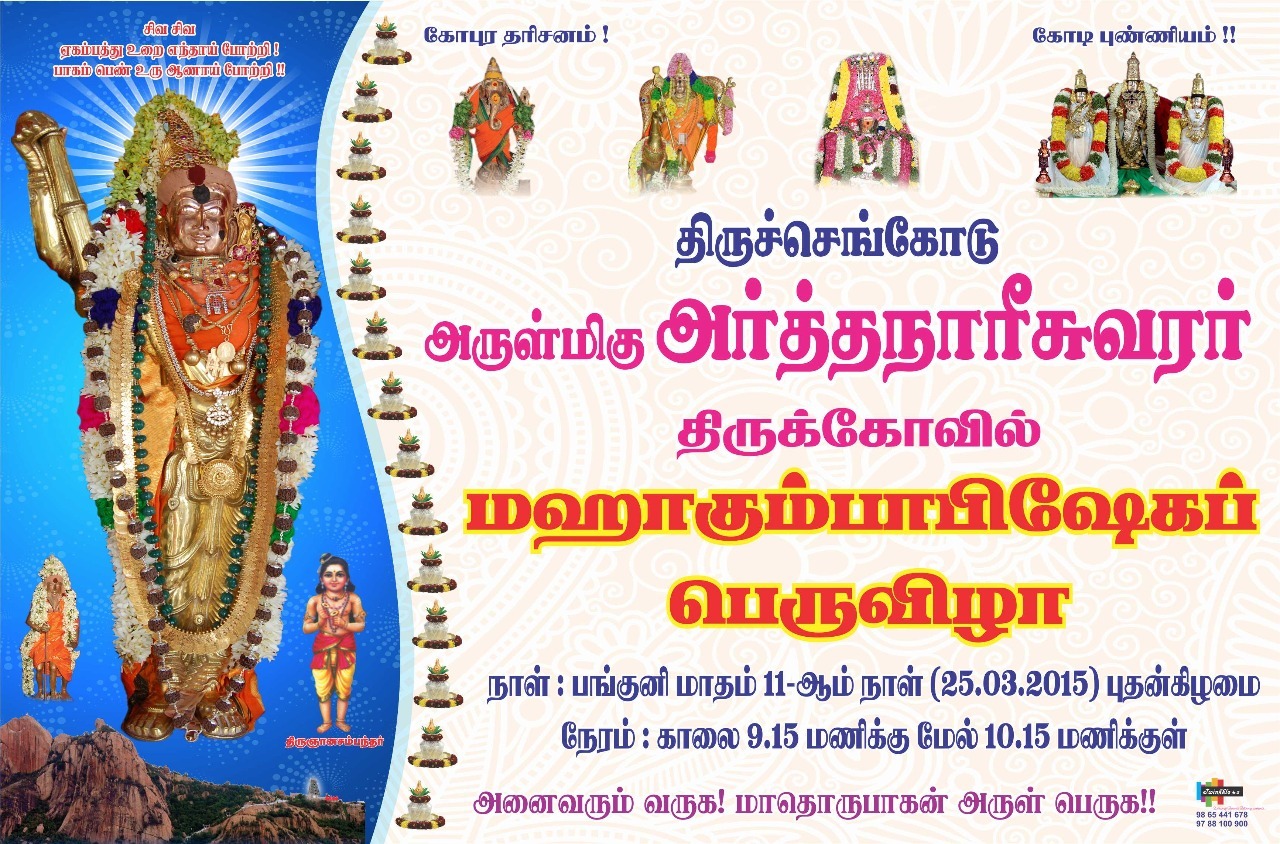 சிவ சிவ
ஏகம்பத்து உறை எந்தாய் போற்றி !
பாகம் பெண் உரு ஆனாய் போற்றி !!
கோபுர தரிசனம் !
கோடி புண்ணியம் !!
திருச்செங்கோடு
அருள்மிகு அர்த்தநாரீசுவரர்
திருக்கோவில்
மஹாகும்பாபிஷேகப்
பெருவிழா
நாள் : பங்குனி மாதம் 11-ஆம் நாள் (25.03.2015) புதன்கிழமை
நேரம் : காலை 9.15 மணிக்கு மேல் 10.15 மணிக்குள்
திருஞானசம்பந்தர்
அனைவரும் வருக! மாதொருபாகன் அருள் பெருக!!
98 65 441 678
97 88 100 900